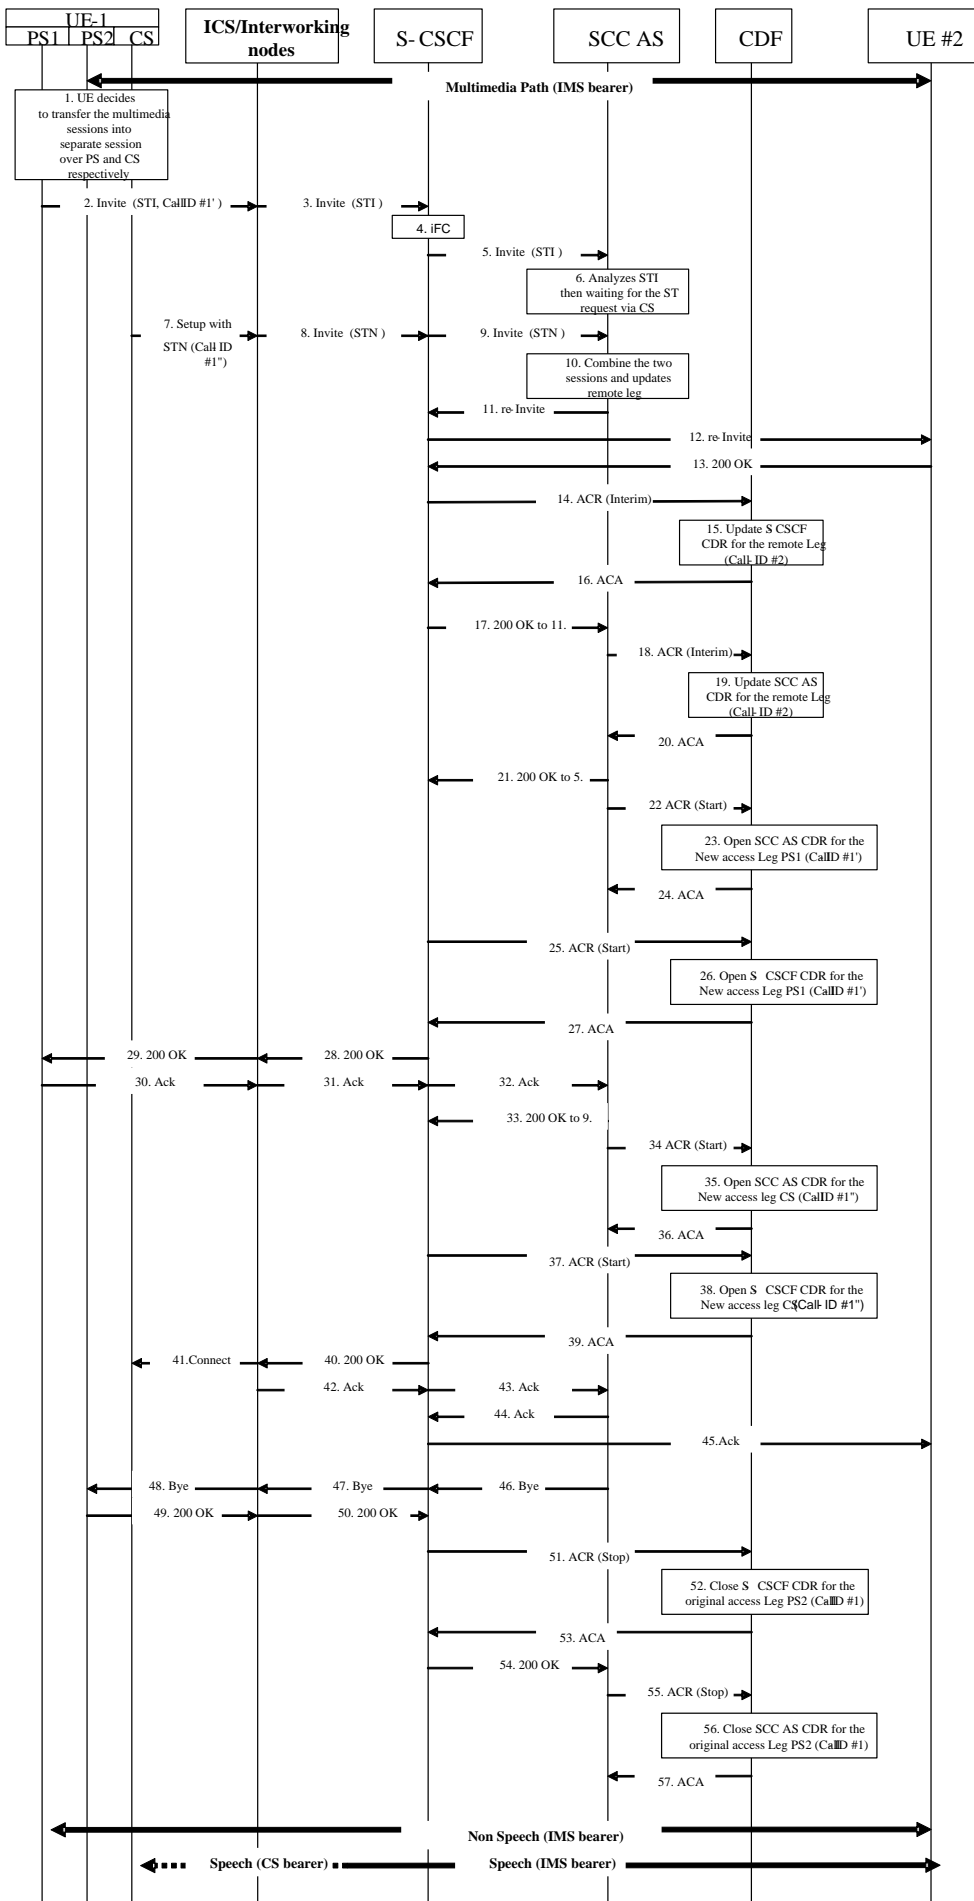 UE-1
PS1 PS2 CS
ICS/Interworking
nodes
S- CSCF
SCC AS
CDF
UE #2
Multimedia Path (IMS bearer)
1. UE decides
to transfer the multimedia
sessions into
separate session
over PS and CS
respectively
2. Invite (STI, Call-ID #1' )
3. Invite (STI )
4. iFC
5. Invite (STI )
6. Analyzes STI
then waiting for the ST
request via CS
7. Setup with
STN (Call-ID
#1")
8. Invite (STN )
9. Invite (STN )
10. Combine the two
sessions and updates
remote leg
11. re-Invite
12. re-Invite
13. 200 OK
14. ACR (Interim)
15. Update S-CSCF
CDR for the remote Leg
(Call-ID #2)
16. ACA
17. 200 OK to 11.
18. ACR (Interim)
19. Update SCC AS
CDR for the remote Leg
(Call-ID #2)
20. ACA
21. 200 OK to 5.
22 ACR (Start)
23. Open SCC AS CDR for the
New access Leg PS1 (Call-ID #1')
24. ACA
25. ACR (Start)
26. Open S- CSCF CDR for the
New access Leg PS1 (Call-ID #1')
27. ACA
28. 200 OK
29. 200 OK
30. Ack
31. Ack
32. Ack
33. 200 OK to 9.
34 ACR (Start)
35. Open SCC AS CDR for the
New access leg CS (Call-ID #1")
36. ACA
37. ACR (Start)
38. Open S- CSCF CDR for the
New access leg CS(Call- ID #1")
39. ACA
40. 200 OK
41.Connect
42. Ack
43. Ack
44. Ack
45.Ack
46. Bye
47. Bye
48. Bye
49. 200 OK
50. 200 OK
51. ACR (Stop)
52. Close S- CSCF CDR for the
original access Leg PS2 (Call-ID #1)
53. ACA
54. 200 OK
55. ACR (Stop)
56. Close SCC AS CDR for the
original access Leg PS2 (Call-ID #1)
57. ACA
Non Speech (IMS bearer)
Speech (CS bearer)
Speech (IMS bearer)